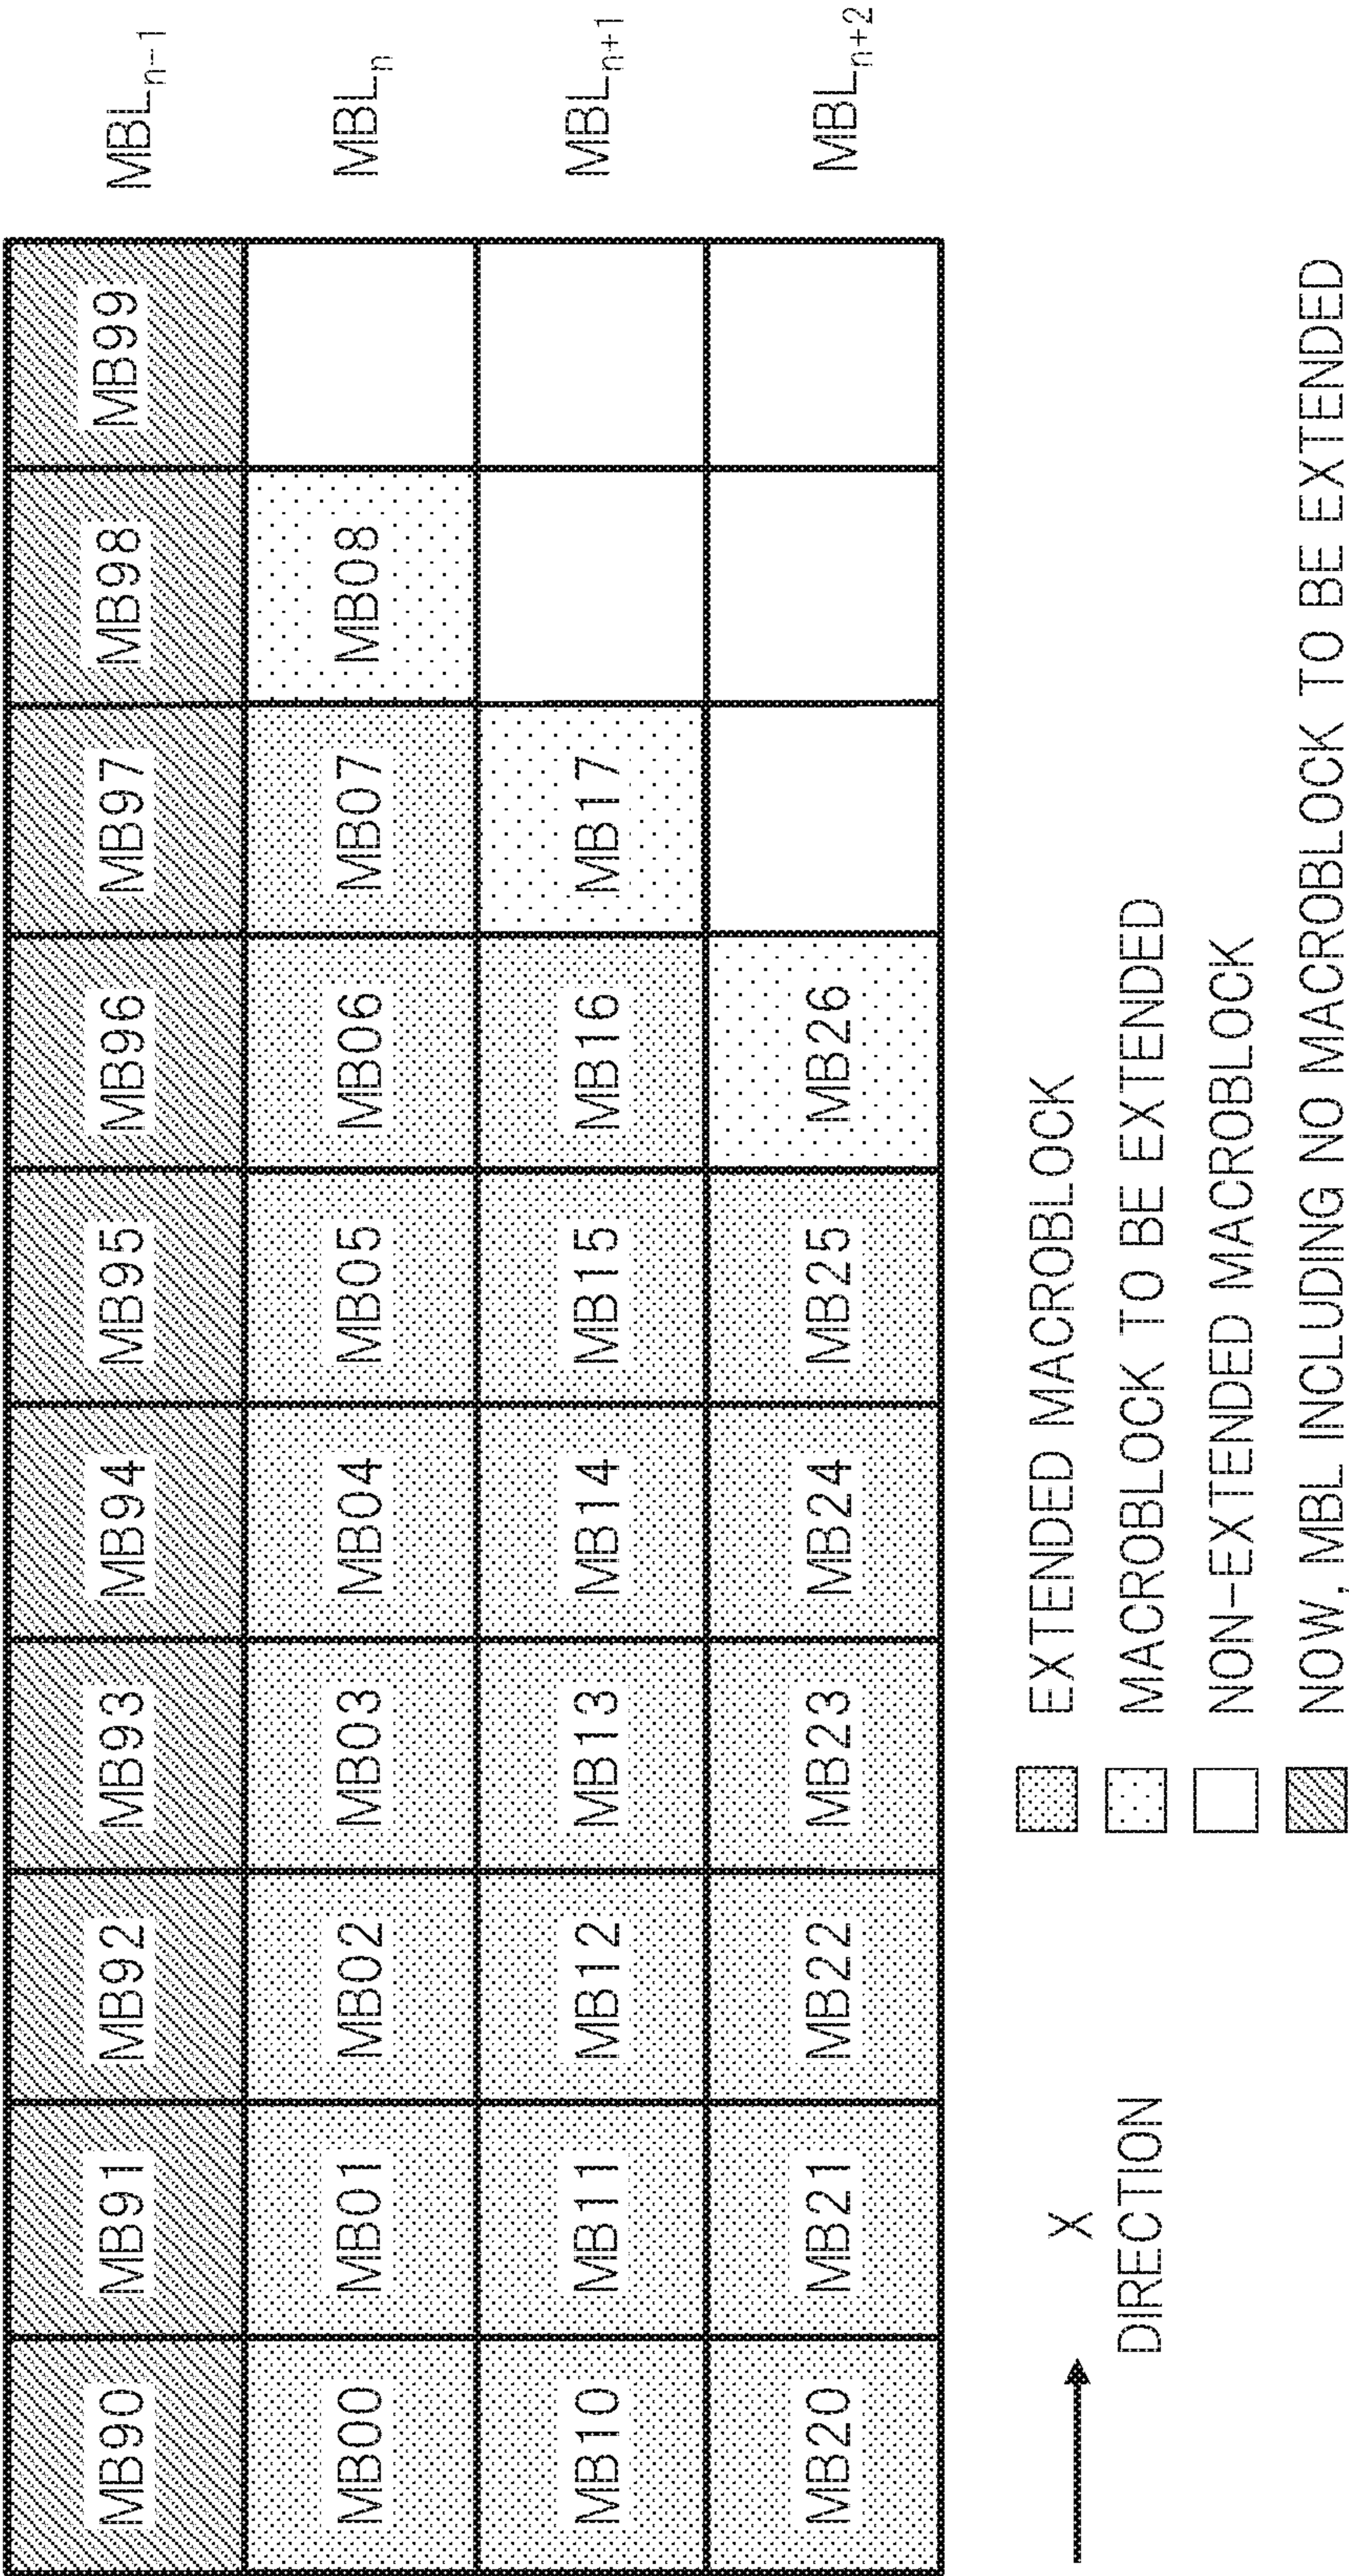 MB90 MB91 MB92 MB93 MB94 MB95 MB96 MB97 MB98 MB99 MBLn-1
MB00 MB01 MB02 MB03 MB04 MB05 MB06 MB07 MB08 MBLn
MB10 MB11 MB12 MB13 MB14 MB15 MB16 MB17 MBLn+1
MB20 MB21 MB22 MB23 MB24 MB25 MB26 MBLn+2
X
DIRECTION
EXTENDED MACROBLOCK
MACROBLOCK TO BE EXTENDED
NON-EXTENDED MACROBLOCK
NOW, MBL INCLUDING NO MACROBLOCK TO BE EXTENDED